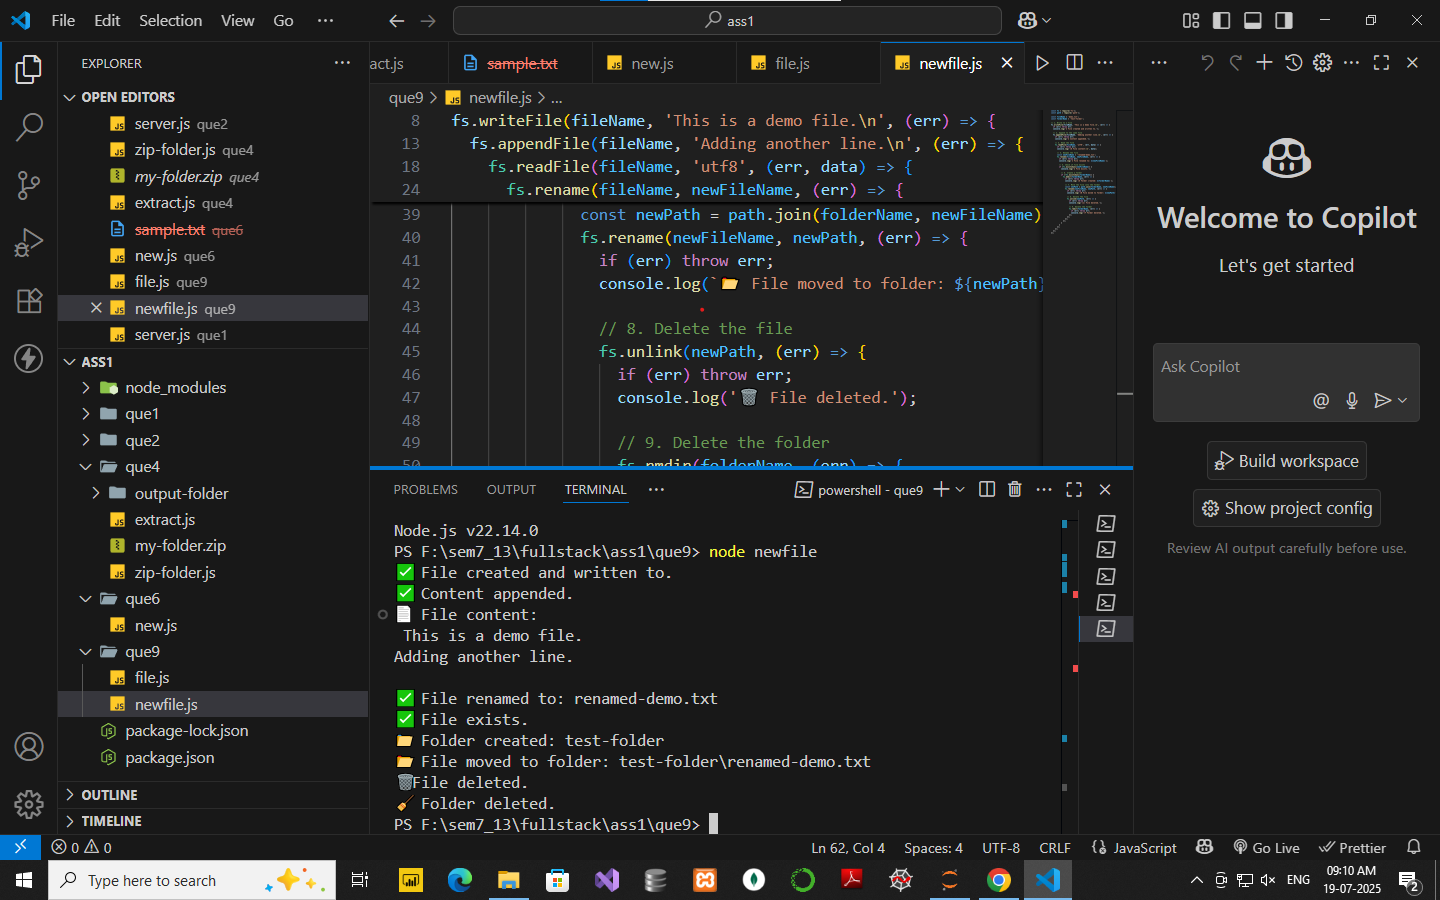 File Edit Selection View Go ...
ass1
EXPLORER
OPEN EDITORS
server.js que2
zip-folder.js que4
my-folder.zip que4
extract.js que4
sample.txt que6
new.js que6
file.js que9
newfile.js que9
server.js que1
ASS1
node_modules
que1
que2
que4
output-folder
extract.js
my-folder.zip
zip-folder.js
que6
new.js
que9
file.js
newfile.js
package-lock.json
package.json
OUTLINE
TIMELINE
act.js sample.txt new.js file.js newfile.js
que9 > newfile.js > ...
8 fs.writeFile(fileName, 'This is a demo file.\n', (err) => {
13 fs.appendFile(fileName, 'Adding another line.\n', (err) => {
18 fs.readFile(fileName, 'utf8', (err, data) => {
24 fs.rename(fileName, newFileName, (err) => {
39 const newPath = path.join(folderName, newFileName)
40 fs.rename(newFileName, newPath, (err) => {
41 if (err) throw err;
42 console.log(`📂 File moved to folder: ${newPath}
43
44 // 8. Delete the file
45 fs.unlink(newPath, (err) => {
46 if (err) throw err;
47 console.log('🗑️ File deleted.');
48
49 // 9. Delete the folder
50 fs.rmdir(folderName, (err) => {
PROBLEMS OUTPUT TERMINAL ...
powershell - que9
Node.js v22.14.0
PS F:\sem7_13\fullstack\ass1\que9> node newfile
✅ File created and written to.
✅ Content appended.
📄 File content:
This is a demo file.
Adding another line.
✅ File renamed to: renamed-demo.txt
✅ File exists.
📁 Folder created: test-folder
📂 File moved to folder: test-folder\renamed-demo.txt
🗑️File deleted.
🧹 Folder deleted.
PS F:\sem7_13\fullstack\ass1\que9>
Welcome to Copilot
Let's get started
Ask Copilot
Build workspace
Show project config
Review AI output carefully before use.
0 0
Ln 62, Col 4 Spaces: 4 UTF-8 CRLF {} JavaScript Go Live Prettier
Type here to search
ENG
09:10 AM
19-07-2025
2